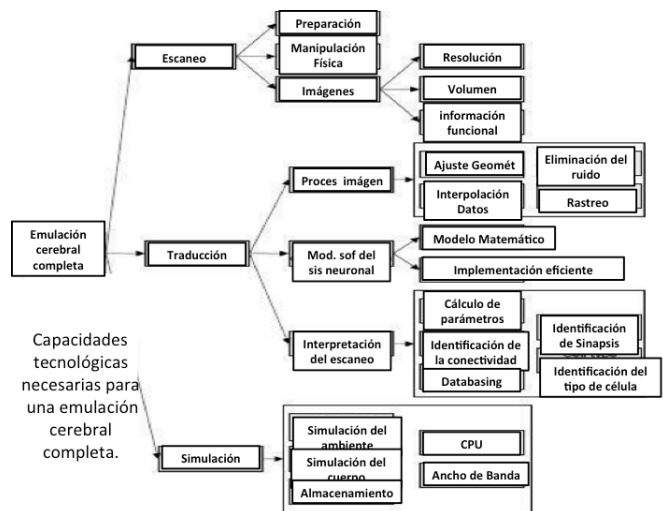 Preparación
Escaneo
Manipulación
Física
Imágenes
Resolución
Volumen
información
funcional
Emulación
cerebral
completa
Traducción
Proces imágen
Ajuste Geomét
Eliminación del
ruido
Interpolación
Datos
Rastreo
Mod. sof del
sis neuronal
Modelo Matemático
Implementación eficiente
Interpretación
del escaneo
Cálculo de
parámetros
Identificación
de Sinapsis
Identificación de
la conectividad
Identificación del
tipo de célula
Databasing
Capacidades
tecnológicas
necesarias para
una emulación
cerebral
completa.
Simulación
Simulación del
ambiente
CPU
Simulación del
cuerpo
Ancho de Banda
Almacenamiento